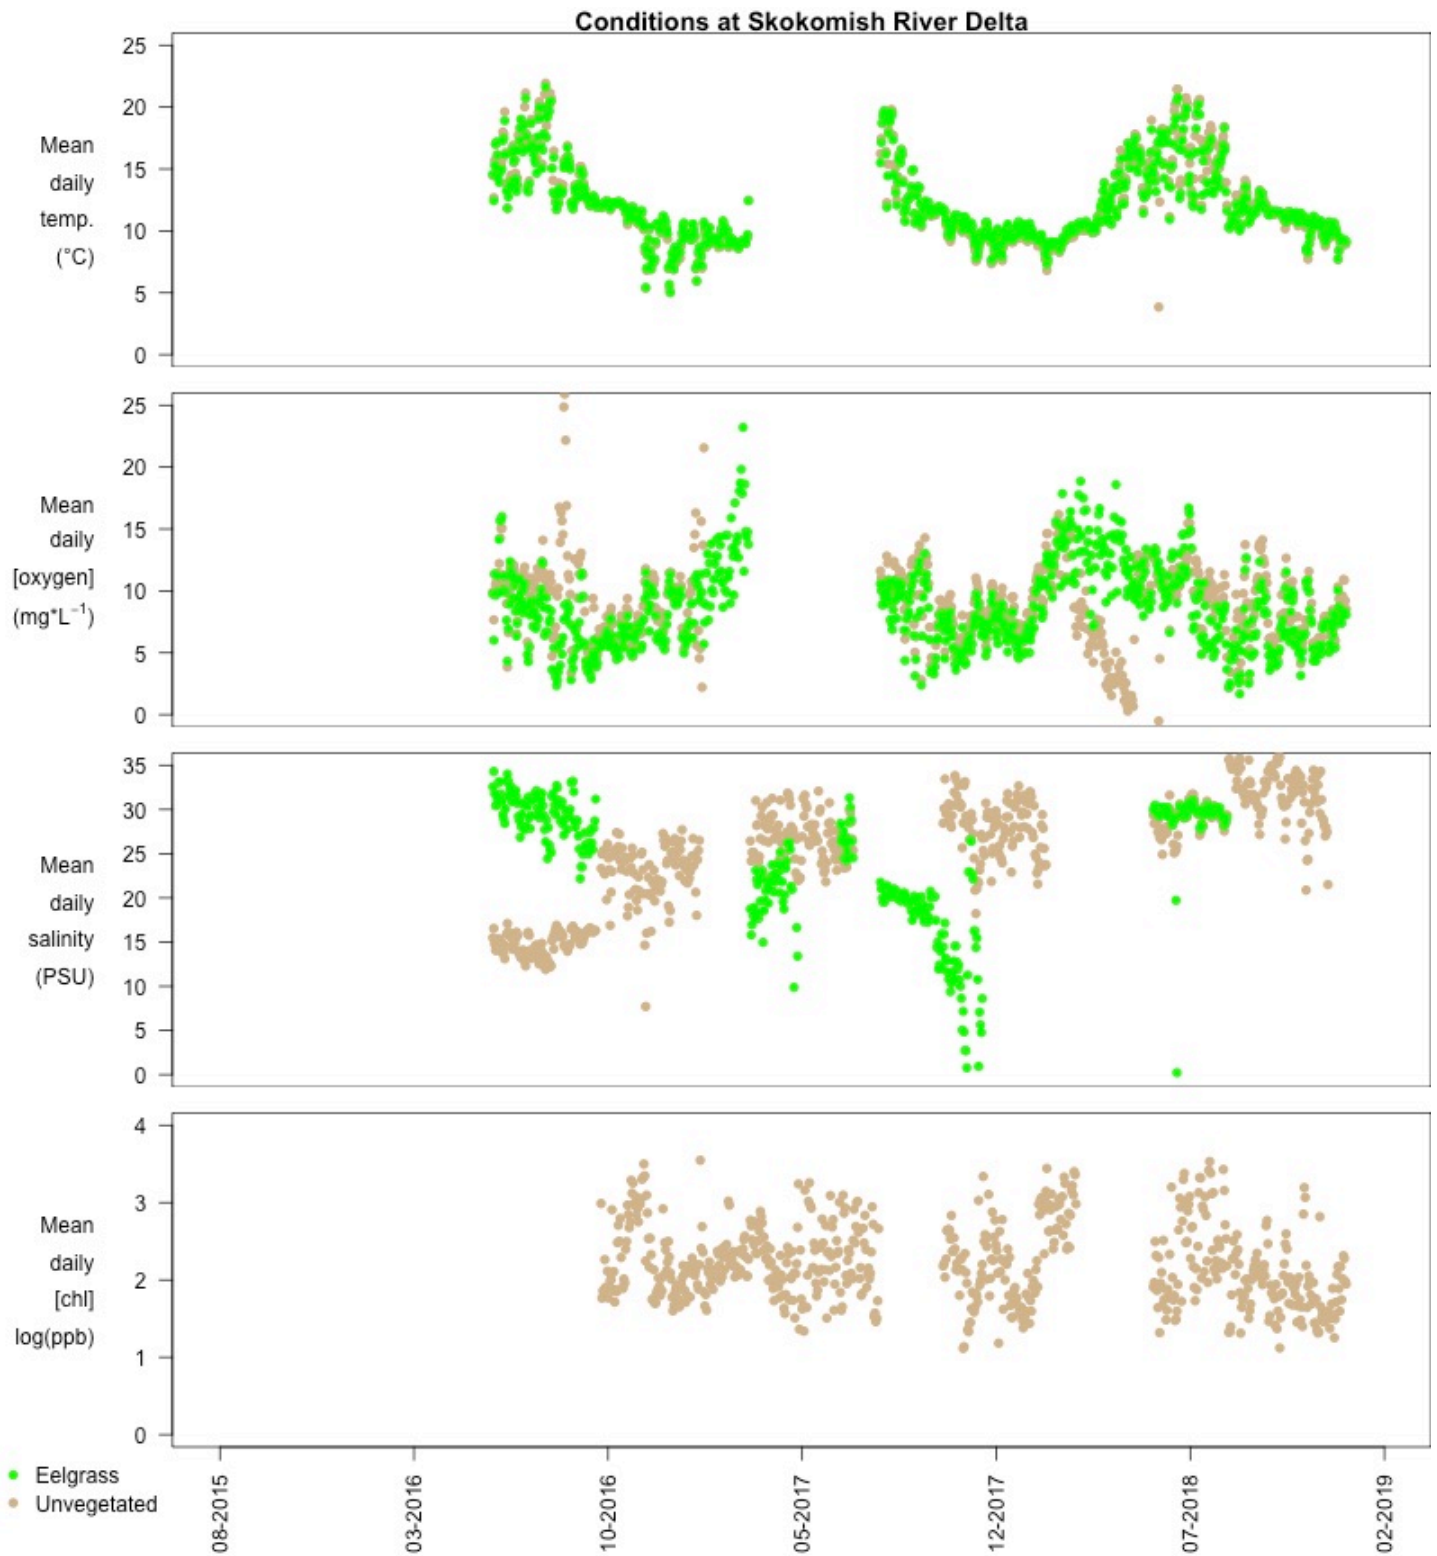 Conditions at Skokomish River Delta
25
20
15
10
5
0
Mean
daily
temp.
(°C)
25
20
15
10
5
0
Mean
daily
[oxygen]
(mg*L⁻¹)
35
30
25
20
15
10
5
0
Mean
daily
salinity
(PSU)
4
3
2
1
0
Mean
daily
[chl]
log(ppb)
Eelgrass
Unvegetated
08-2015
03-2016
10-2016
05-2017
12-2017
07-2018
02-2019